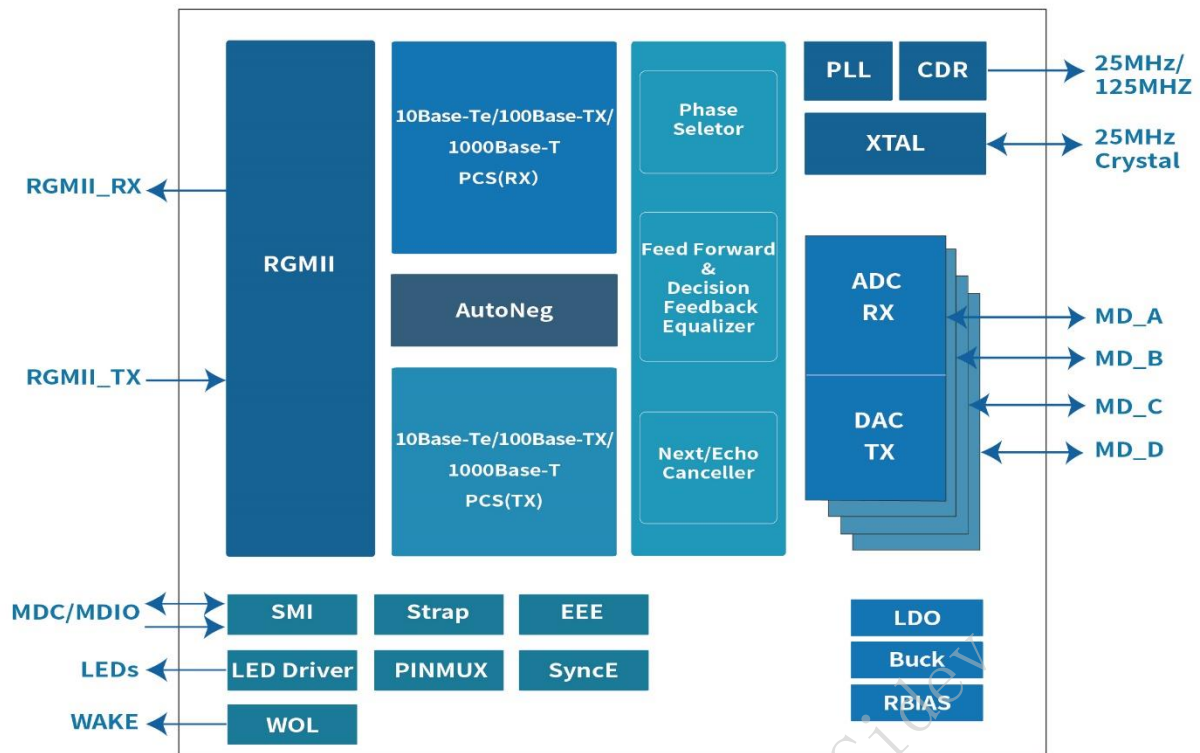 PLL
CDR
25MHz/
125MHZ
XTAL
25MHz
Crystal
10Base-Te/100Base-TX/
1000Base-T
PCS(RX)
Phase
Seletor
RGMII_RX
RGMII
Feed Forward
&
Decision
Feedback
Equalizer
AutoNeg
ADC
RX
MD_A
MD_B
RGMII_TX
10Base-Te/100Base-TX/
1000Base-T
PCS(TX)
Next/Echo
Canceller
DAC
TX
MD_C
MD_D
MDC/MDIO
SMI
Strap
EEE
LDO
LEDs
LED Driver
PINMUX
SyncE
Buck
WAKE
WOL
RBIAS
Sidev